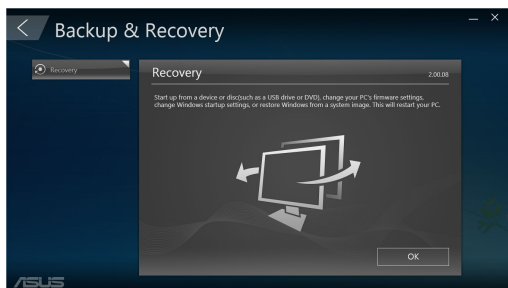 Backup & Recovery
Recovery
Recovery
2.00.08
Start up from a device or disc(such as a USB drive or DVD), change your PC's firmware settings,
change Windows startup settings, or restore Windows from a system image. This will restart your PC.
OK
ASUS